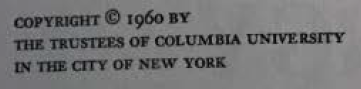 COPYRIGHT © 1960 BY
THE TRUSTEES OF COLUMBIA UNIVERSITY
IN THE CITY OF NEW YORK